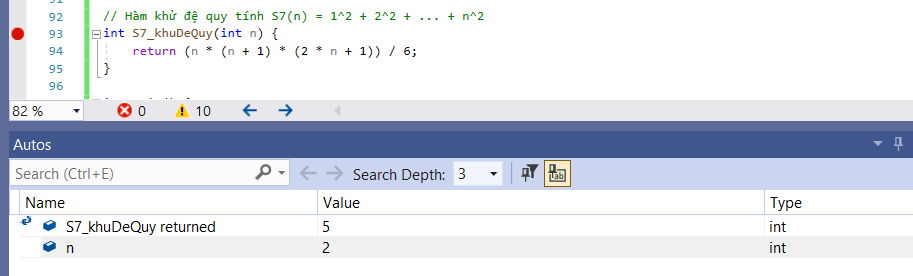 91
92 // Hàm khử đệ quy tính S7(n) = 1^2 + 2^2 + ... + n^2
93 int S7_khuDeQuy(int n) {
94 return (n * (n + 1) * (2 * n + 1)) / 6;
95 }
96
82 % 0 10
Autos
Search (Ctrl+E) Search Depth: 3
Name Value Type
S7_khuDeQuy returned 5 int
n 2 int